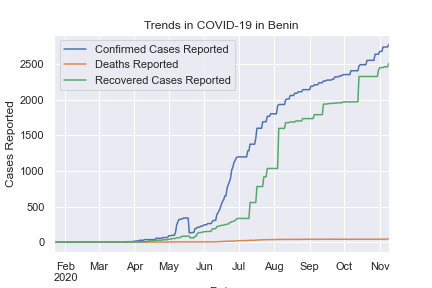 Trends in COVID-19 in Benin
Confirmed Cases Reported
Deaths Reported
Recovered Cases Reported
Cases Reported
2500
2000
1500
1000
500
0
Feb Mar Apr May Jun Jul Aug Sep Oct Nov
2020